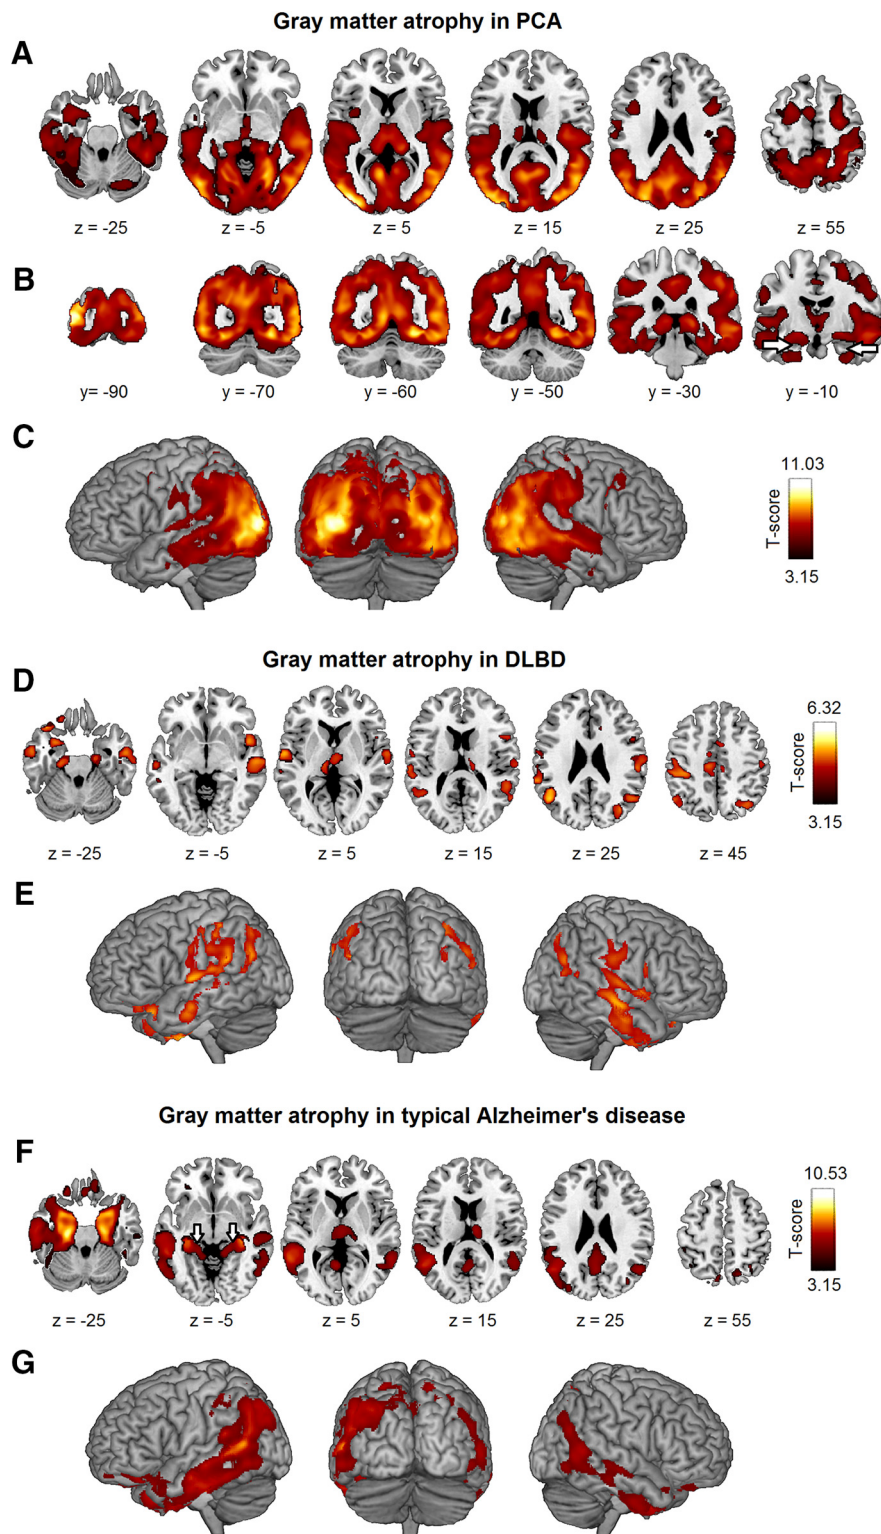 Gray matter atrophy in PCA
A
z = -25 z = -5 z = 5 z = 15 z = 25 z = 55
B
y= -90 y = -70 y = -60 y = -50 y = -30 y = -10
C
11.03
T-score
3.15
Gray matter atrophy in DLBD
D
6.32
T-score
3.15
z = -25 z = -5 z = 5 z = 15 z = 25 z = 45
E
Gray matter atrophy in typical Alzheimer's disease
F
10.53
T-score
3.15
z = -25 z = -5 z = 5 z = 15 z = 25 z = 55
G